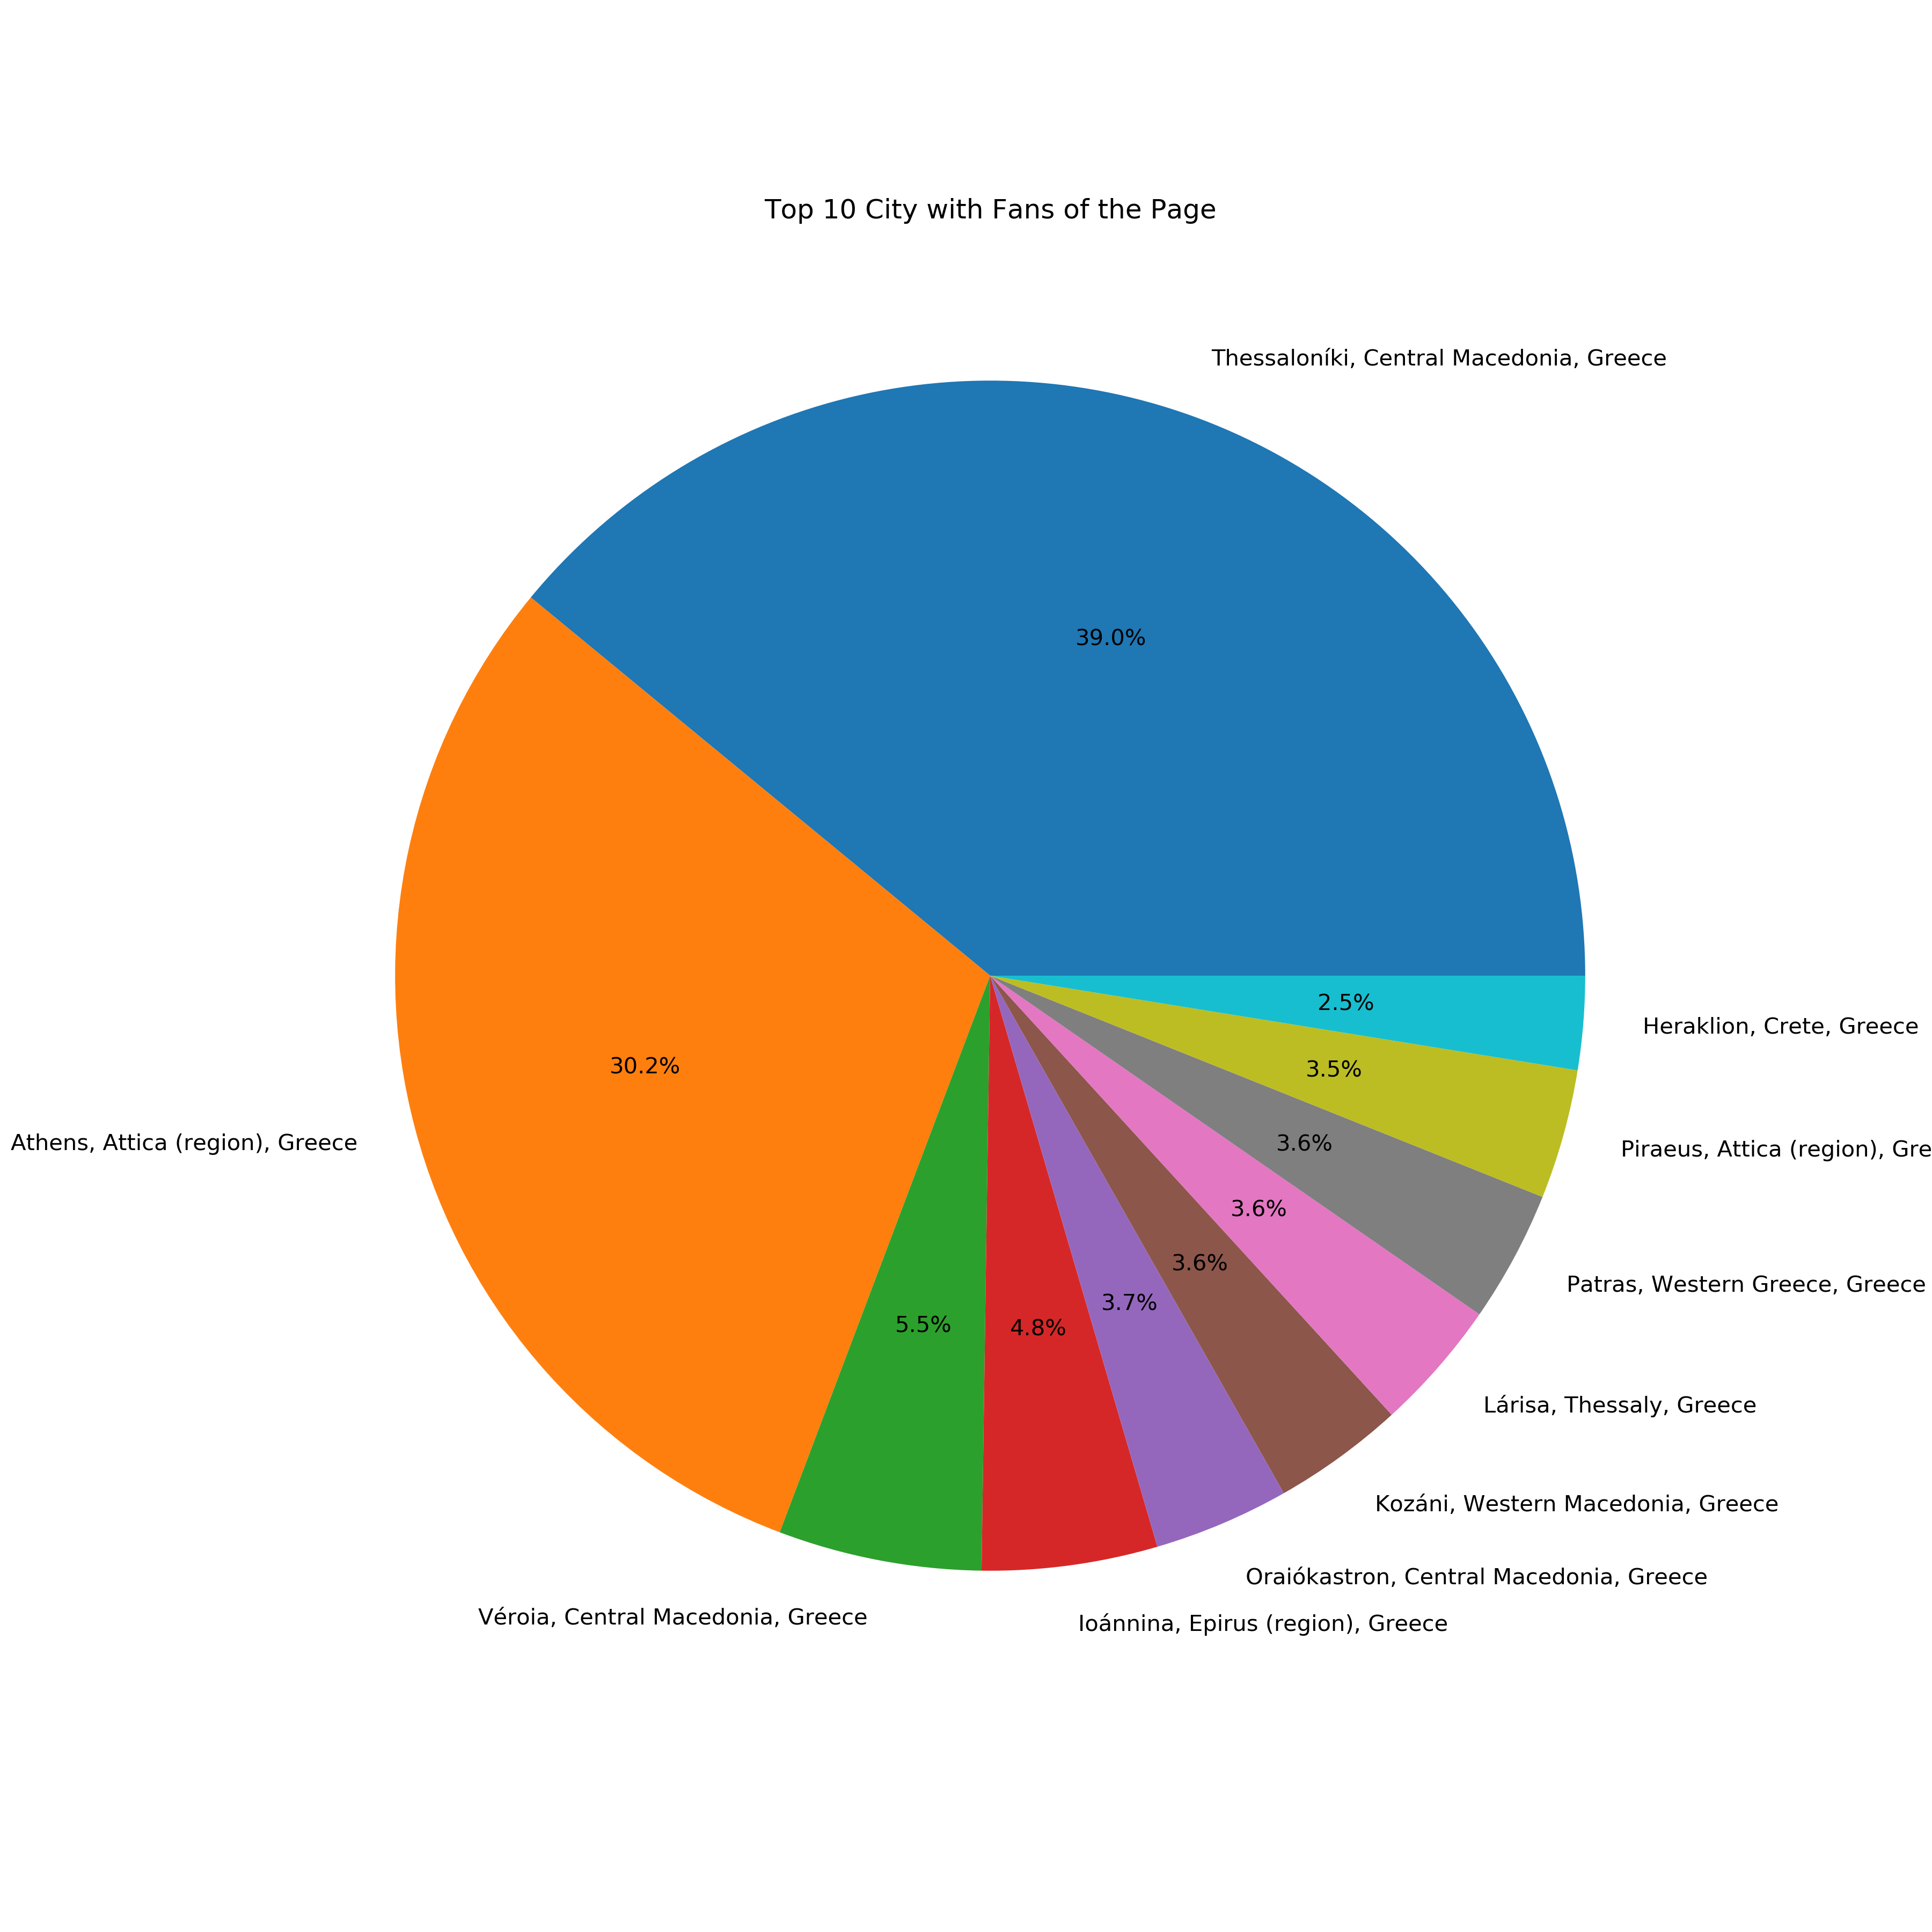 Top 10 City with Fans of the Page
Thessaloníki, Central Macedonia, Greece
39.0%
Athens, Attica (region), Greece
30.2%
Véroia, Central Macedonia, Greece
5.5%
Ioánnina, Epirus (region), Greece
4.8%
Oraiókastron, Central Macedonia, Greece
3.7%
Kozáni, Western Macedonia, Greece
3.6%
Lárisa, Thessaly, Greece
3.6%
Patras, Western Greece, Greece
3.6%
Piraeus, Attica (region), Gre
3.5%
Heraklion, Crete, Greece
2.5%